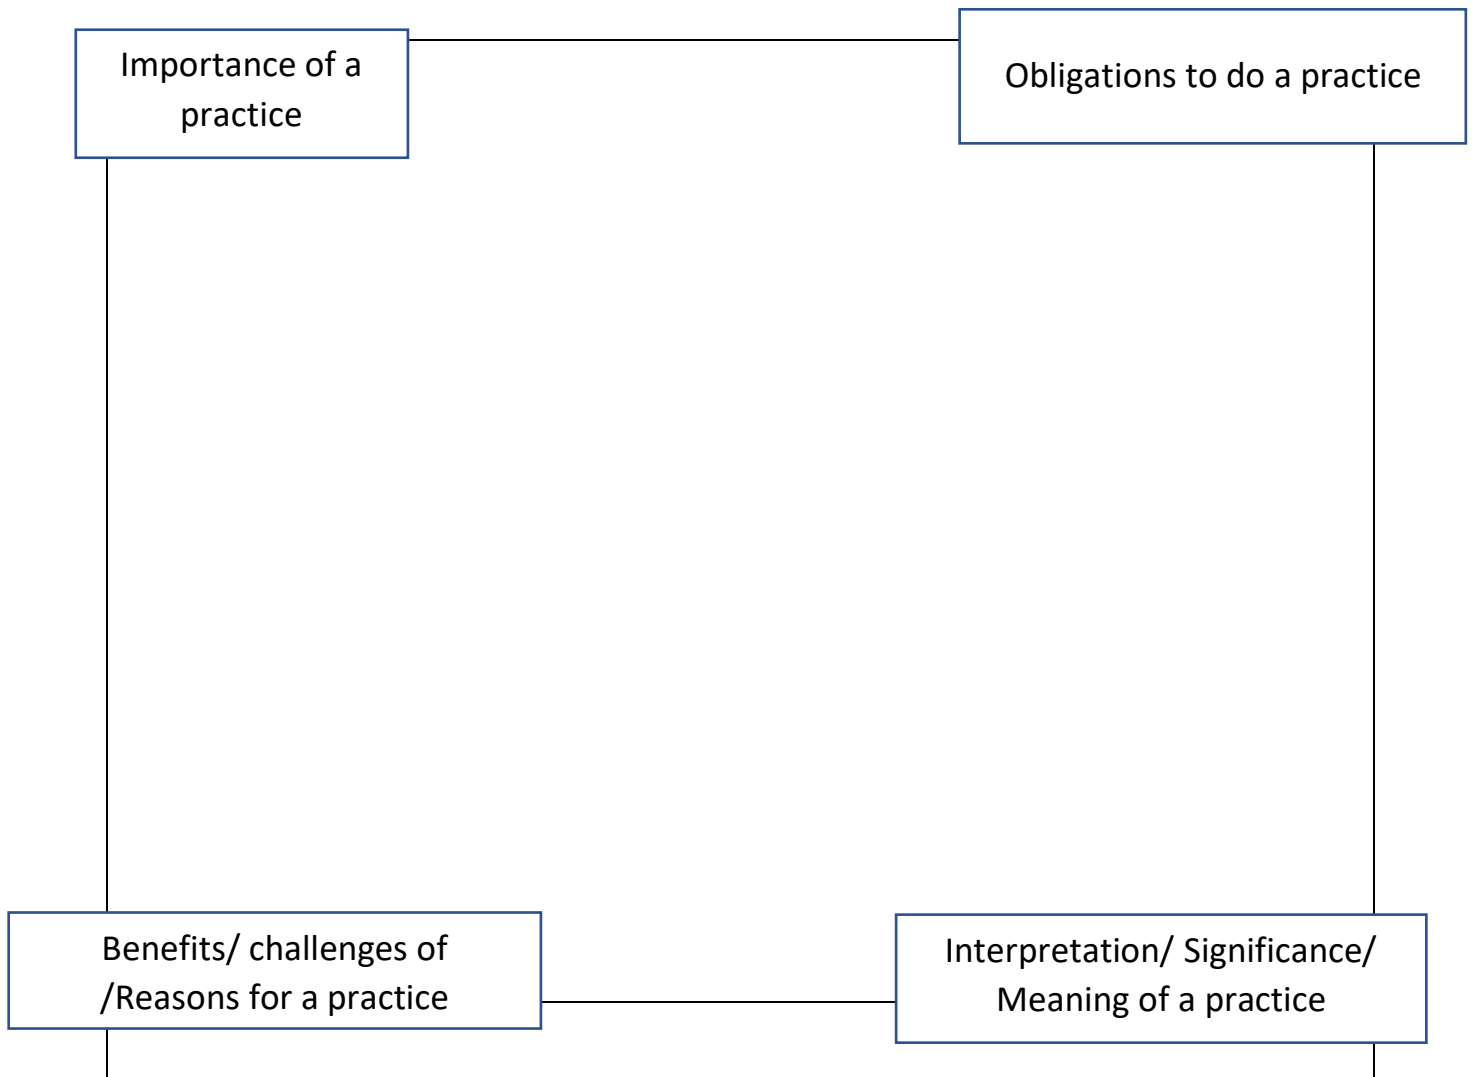 Importance of a
practice
Obligations to do a practice
Benefits/ challenges of
/Reasons for a practice
Interpretation/ Significance/
Meaning of a practice